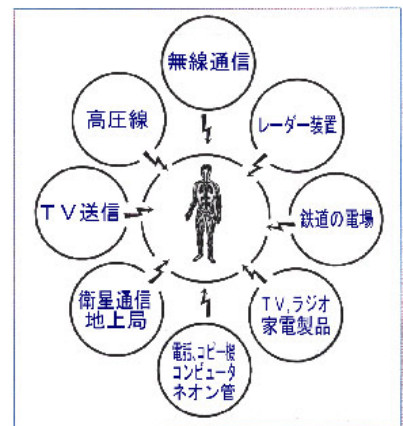 無線通信
レーダー装置
鉄道の電場
TV,ラジオ
家電製品
電話、コピー機
コンピュータ
ネオン管
衛星通信
地上局
TV送信
高圧線